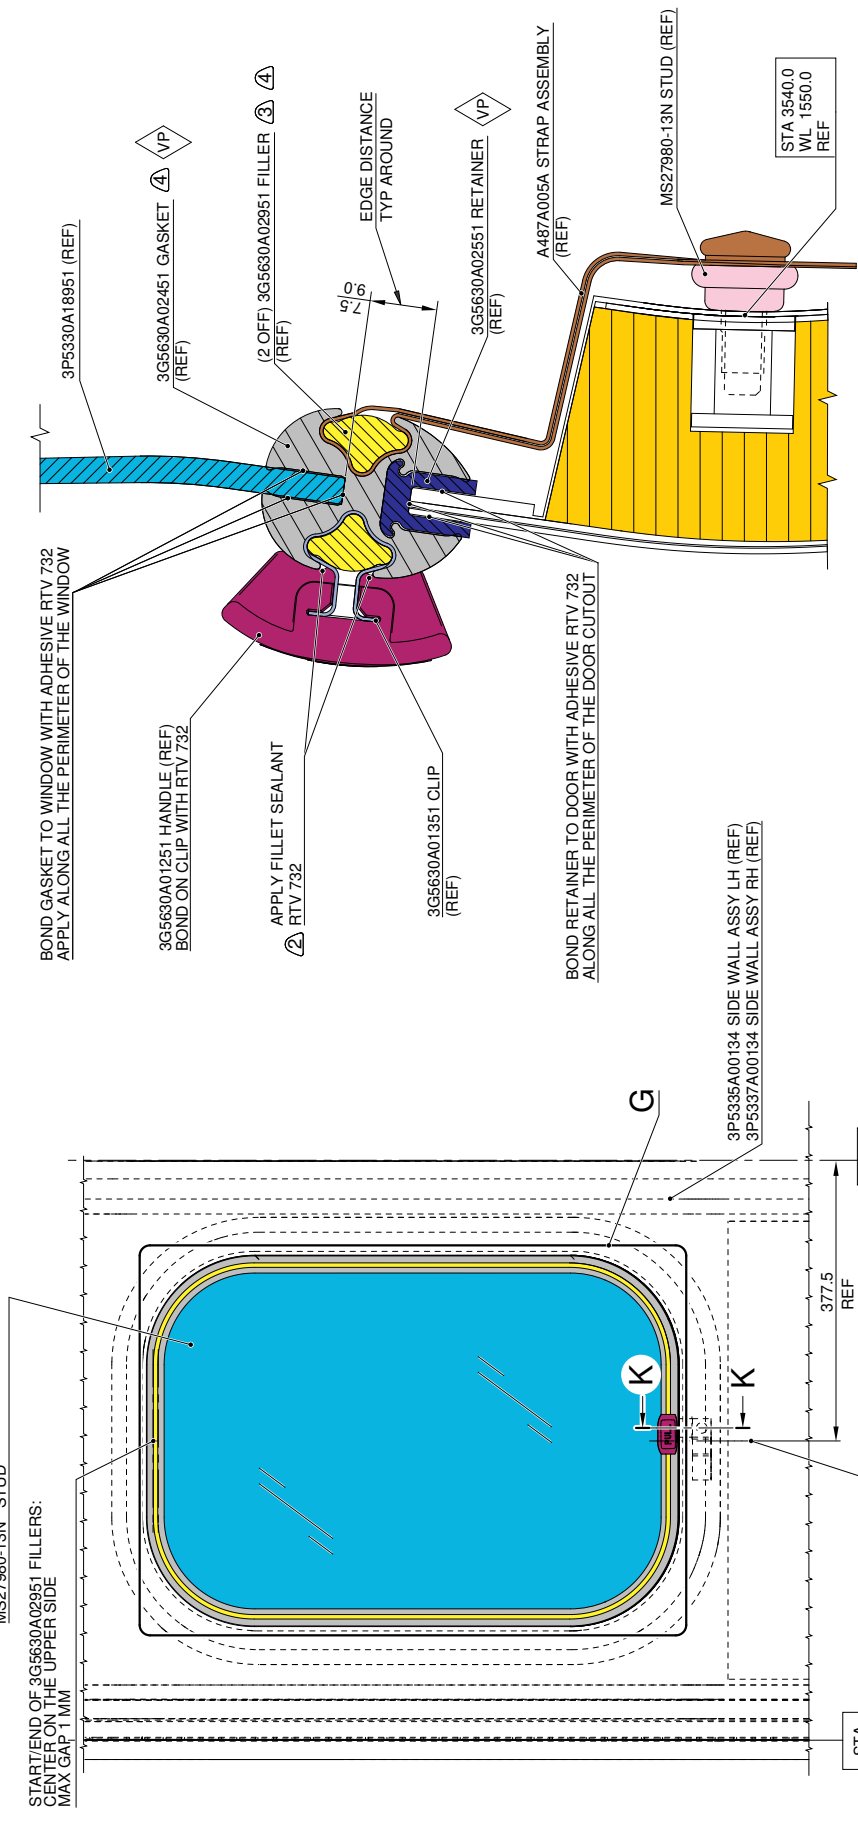 MS27980-13N STUD
START/END OF 3G5630A02951 FILLERS:
CENTER ON THE UPPER SIDE
MAX GAP 1 MM
G
K
K
PULL
3P5335A00134 SIDE WALL ASSY LH (REF)
3P5337A00134 SIDE WALL ASSY RH (REF)
377.5
REF
STA
BOND GASKET TO WINDOW WITH ADHESIVE RTV 732
APPLY ALONG ALL THE PERIMETER OF THE WINDOW
3G5630A01251 HANDLE (REF)
BOND ON CLIP WITH RTV 732
APPLY FILLET SEALANT
2 RTV 732
3G5630A01351 CLIP
(REF)
BOND RETAINER TO DOOR WITH ADHESIVE RTV 732
ALONG ALL THE PERIMETER OF THE DOOR CUTOUT
3P5330A18951 (REF)
3G5630A02451 GASKET 4 VP
(REF)
(2 OFF) 3G5630A02951 FILLER 3 4
(REF)
7.5
9.0
EDGE DISTANCE
TYP AROUND
3G5630A02551 RETAINER VP
(REF)
A487A005A STRAP ASSEMBLY
(REF)
MS27980-13N STUD (REF)
STA 3540.0
WL 1550.0
REF